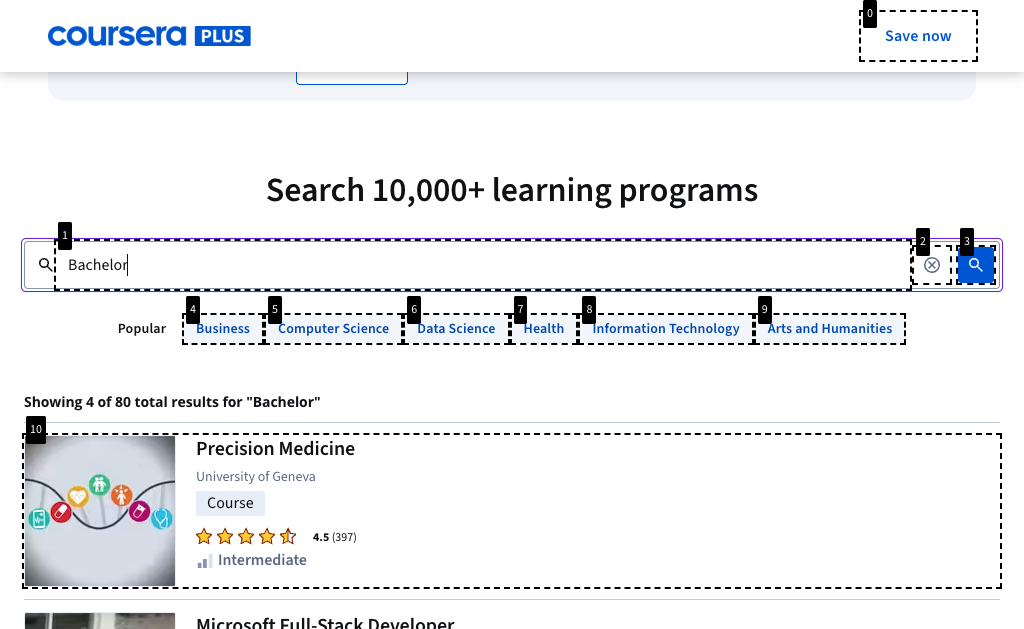 coursera PLUS
0
Save now
Search 10,000+ learning programs
1
2
3
Bachelor
4
5
6
7
8
9
Popular
Business
Computer Science
Data Science
Health
Information Technology
Arts and Humanities
Showing 4 of 80 total results for "Bachelor"
10
Precision Medicine
University of Geneva
Course
4.5 (397)
Intermediate
Microsoft Full-Stack Developer